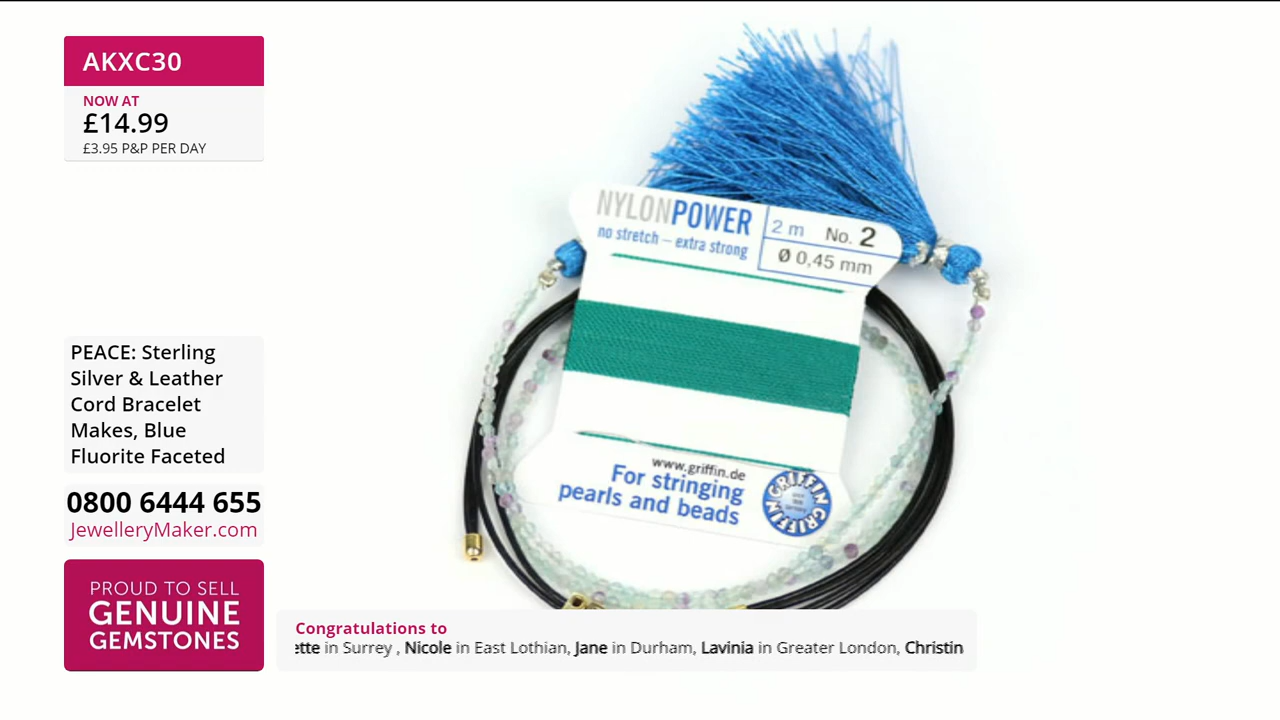 AKXC30
NOW AT
£14.99
£3.95 P&P PER DAY
NYLONPOWER
no stretch – extra strong
2 m No. 2
Ø 0,45 mm
www.griffin.de
For stringing
pearls and beads
GRIFFIN GRIFFIN
PEACE: Sterling
Silver & Leather
Cord Bracelet
Makes, Blue
Fluorite Faceted
0800 6444 655
JewelleryMaker.com
PROUD TO SELL
GENUINE
GEMSTONES
Congratulations to
ette in Surrey , Nicole in East Lothian, Jane in Durham, Lavinia in Greater London, Christin